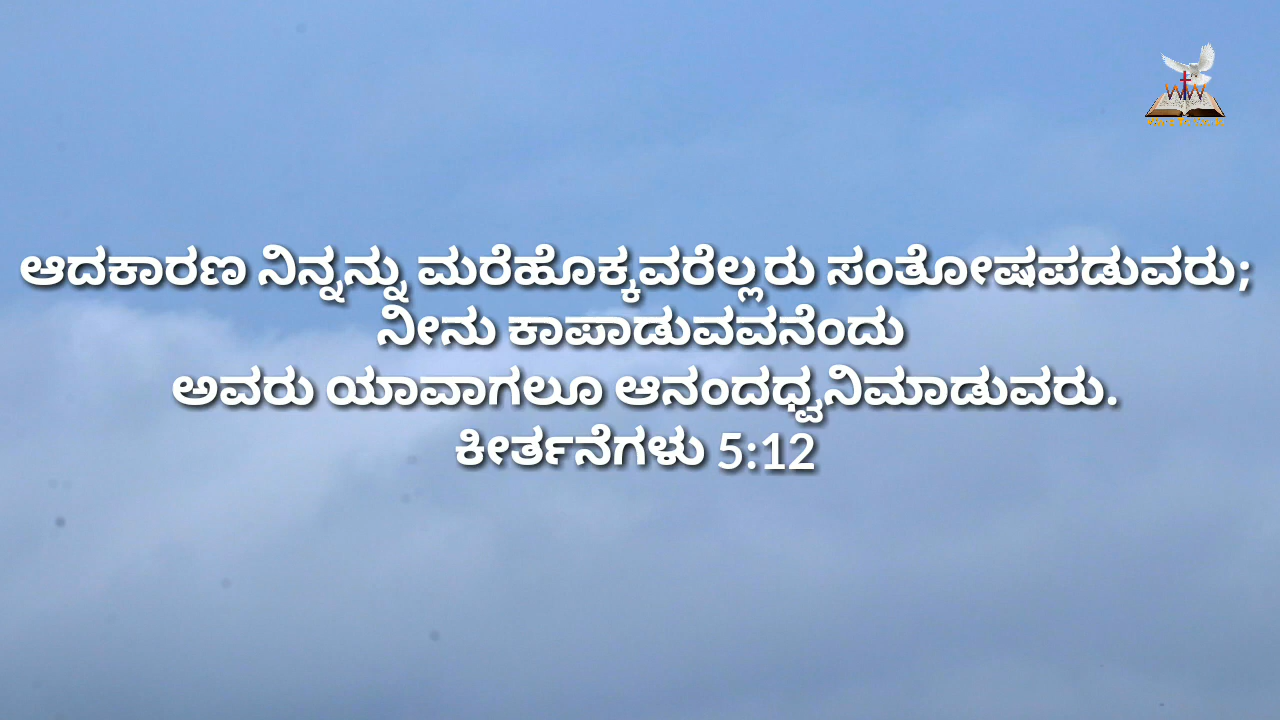 ಆದಕಾರಣ ನಿನ್ನನ್ನು ಮರೆಹೊಕ್ಕವರೆಲ್ಲರು ಸಂತೋಷಪಡುವರು;
ನೀನು ಕಾಪಾಡುವವನೆಂದು
ಅವರು ಯಾವಾಗಲೂ ಆನಂದಧ್ವನಿಮಾಡುವರು.
ಕೀರ್ತನೆಗಳು 5:12